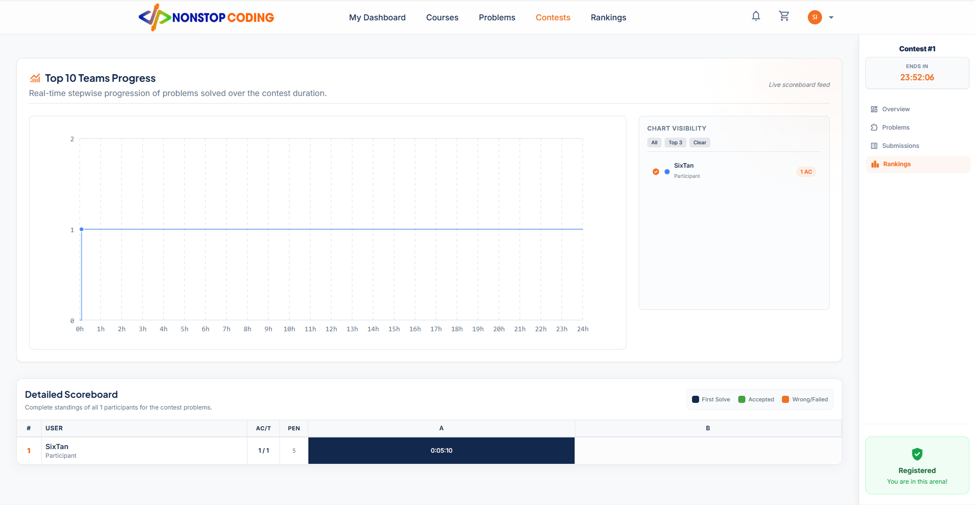 NONSTOP CODING
My Dashboard Courses Problems Contests Rankings
SI
Contest #1
ENDS IN
23:52:06
Overview
Problems
Submissions
Rankings
Top 10 Teams Progress
Real-time stepwise progression of problems solved over the contest duration.
Live scoreboard feed
2
1
0
0h 1h 2h 3h 4h 5h 6h 7h 8h 9h 10h 11h 12h 13h 14h 15h 16h 17h 18h 19h 20h 21h 22h 23h 24h
CHART VISIBILITY
All Top 3 Clear
SixTan
Participant
1 AC
Detailed Scoreboard
Complete standings of all 1 participants for the contest problems.
First Solve Accepted Wrong/Failed
# USER AC/T PEN A B
1 SixTan 1 / 1 5 0:05:10
Participant
Registered
You are in this arena!